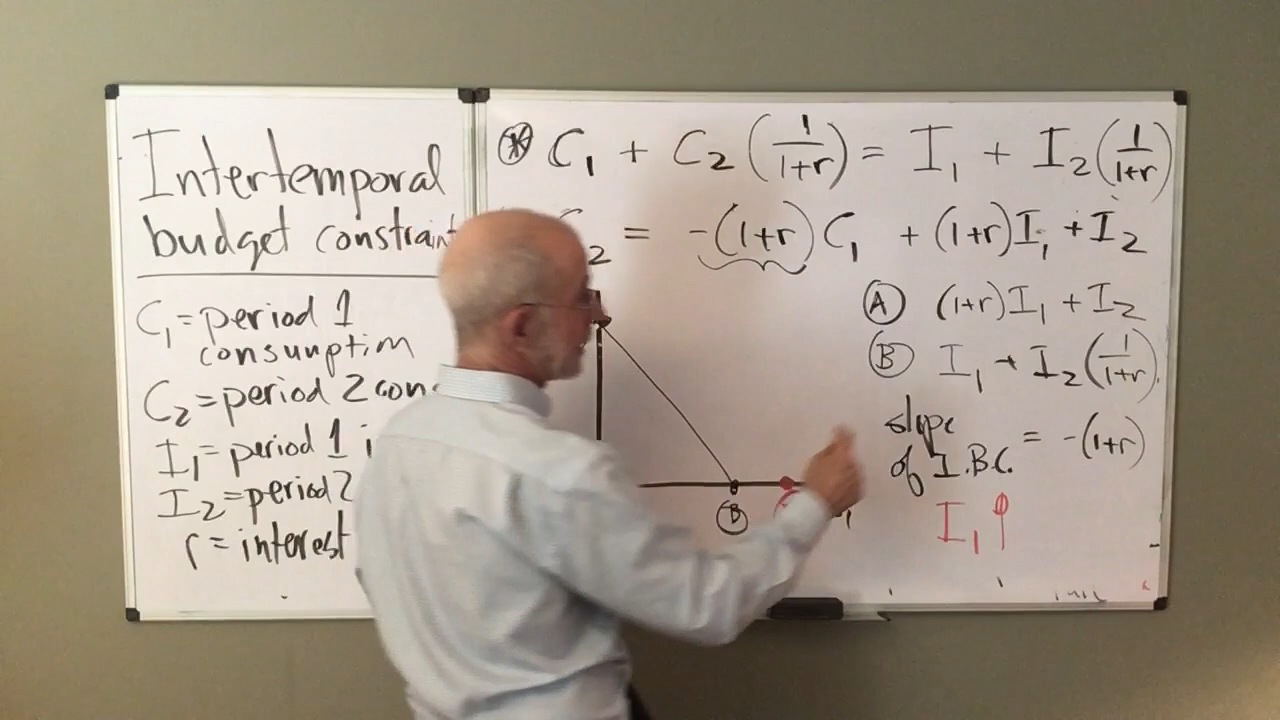 Intertemporal
budget constraint
C₁ = period 1
consumption
C₂ = period 2 con
I₁ = period 1 i
I₂ = period 2
r = interest
* C₁ + C₂ (1/1+r) = I₁ + I₂ (1/1+r)
C₂ = -(1+r) C₁ + (1+r) I₁ + I₂
A (1+r) I₁ + I₂
B I₁ + I₂ (1/1+r)
slope
of I.B.C. = -(1+r)
I₁ ↑
B